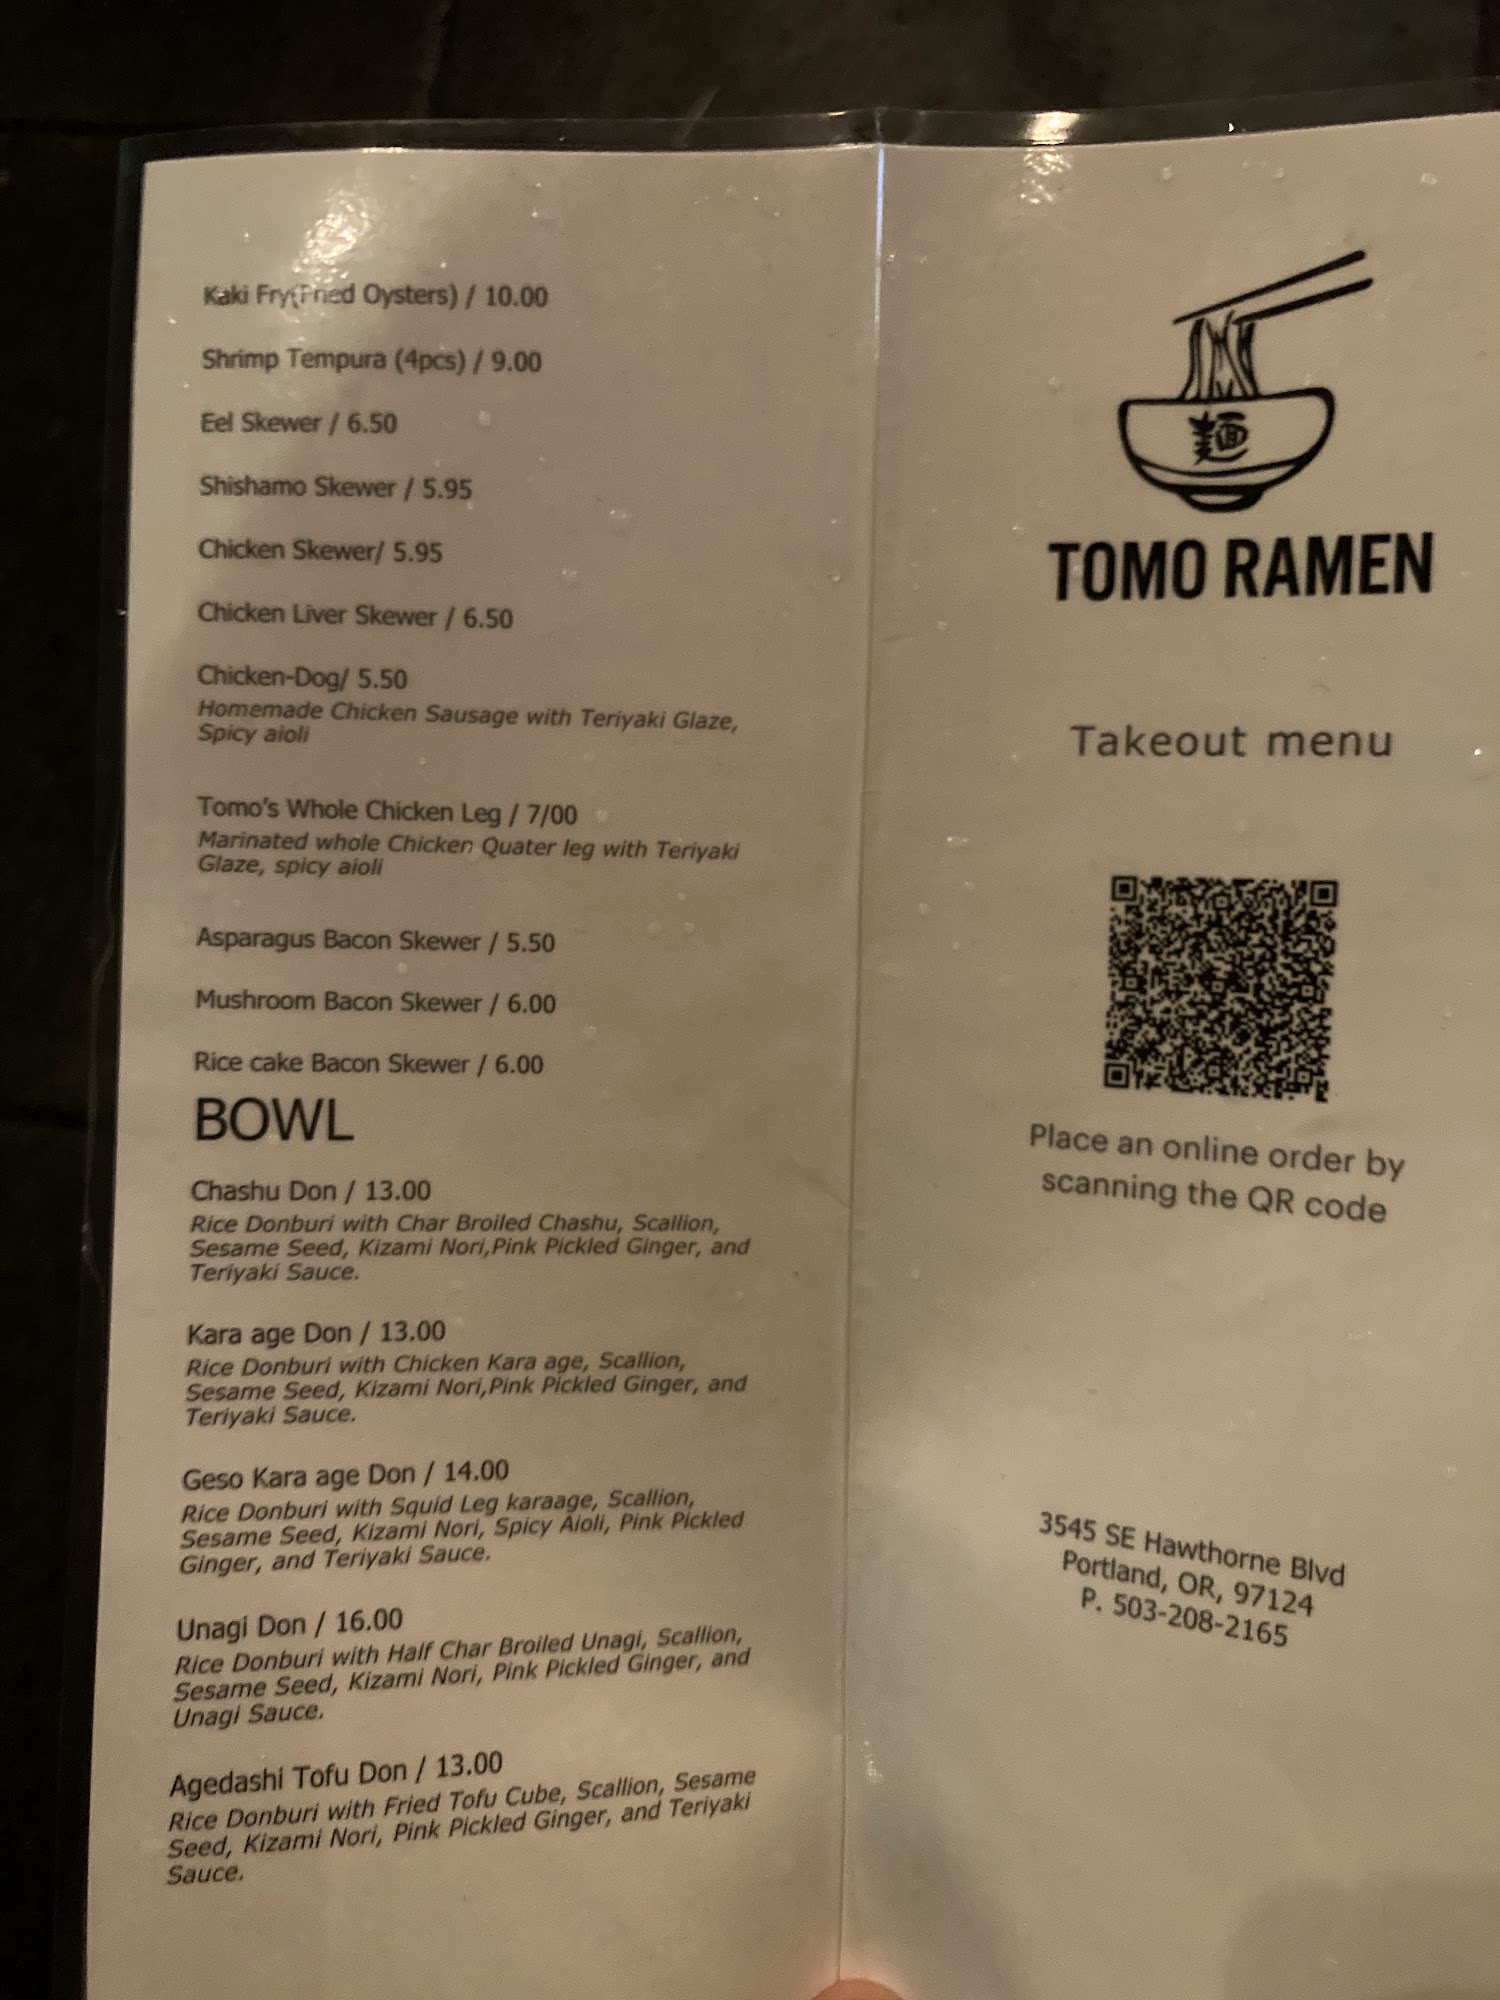 Kaki Fry(Fried Oysters) / 10.00
Shrimp Tempura (4pcs) / 9.00
Eel Skewer / 6.50
Shishamo Skewer / 5.95
Chicken Skewer/ 5.95
Chicken Liver Skewer / 6.50
Chicken-Dog/ 5.50
Homemade Chicken Sausage with Teriyaki Glaze,
Spicy aioli
Tomo's Whole Chicken Leg / 7/00
Marinated whole Chicken Quater leg with Teriyaki
Glaze, spicy aioli
Asparagus Bacon Skewer / 5.50
Mushroom Bacon Skewer / 6.00
Rice cake Bacon Skewer / 6.00
BOWL
Chashu Don / 13.00
Rice Donburi with Char Broiled Chashu, Scallion,
Sesame Seed, Kizami Nori,Pink Pickled Ginger, and
Teriyaki Sauce.
Kara age Don / 13.00
Rice Donburi with Chicken Kara age, Scallion,
Sesame Seed, Kizami Nori,Pink Pickled Ginger, and
Teriyaki Sauce.
Geso Kara age Don / 14.00
Rice Donburi with Squid Leg karaage, Scallion,
Sesame Seed, Kizami Nori, Spicy Aioli, Pink Pickled
Ginger, and Teriyaki Sauce.
Unagi Don / 16.00
Rice Donburi with Half Char Broiled Unagi, Scallion,
Sesame Seed, Kizami Nori, Pink Pickled Ginger, and
Unagi Sauce.
Agedashi Tofu Don / 13.00
Rice Donburi with Fried Tofu Cube, Scallion, Sesame
Seed, Kizami Nori, Pink Pickled Ginger, and Teriyaki
Sauce.
麺
TOMO RAMEN
Takeout menu
Place an online order by
scanning the QR code
3545 SE Hawthorne Blvd
Portland, OR, 97124
P. 503-208-2165